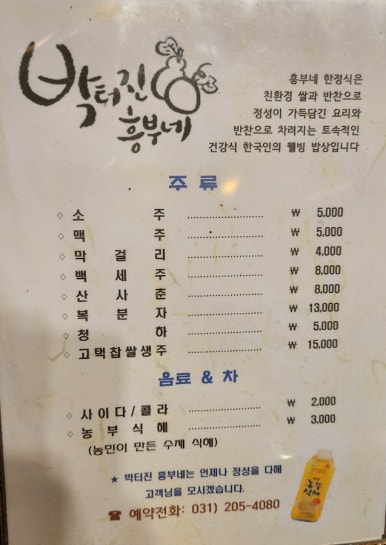 박터진
흥부네
흥부네 한정식은
친환경 쌀과 반찬으로
정성이 가득담긴 요리와
반찬으로 차려지는 토속적인
건강식 한국인의 웰빙 밥상입니다
주 류
◇ 소 주 ........................ ₩ 5,000
◇ 맥 주 ........................ ₩ 5,000
◇ 막 걸 리 ........................ ₩ 4,000
◇ 백 세 주 ........................ ₩ 8,000
◇ 산 사 춘 ........................ ₩ 8,000
◇ 복 분 자 ........................ ₩ 13,000
◇ 청 하 ........................ ₩ 5,000
◇ 고택찹쌀생주 ........................ ₩ 15,000
음료 & 차
◇ 사이다/콜라 ........................ ₩ 2,000
◇ 농 부 식 혜 ........................ ₩ 3,000
(농민이 만든 수제 식혜)
★ 박터진 흥부네는 언제나 정성을 다해
고객님을 모시겠습니다.
☎ 예약전화: 031) 205-4080